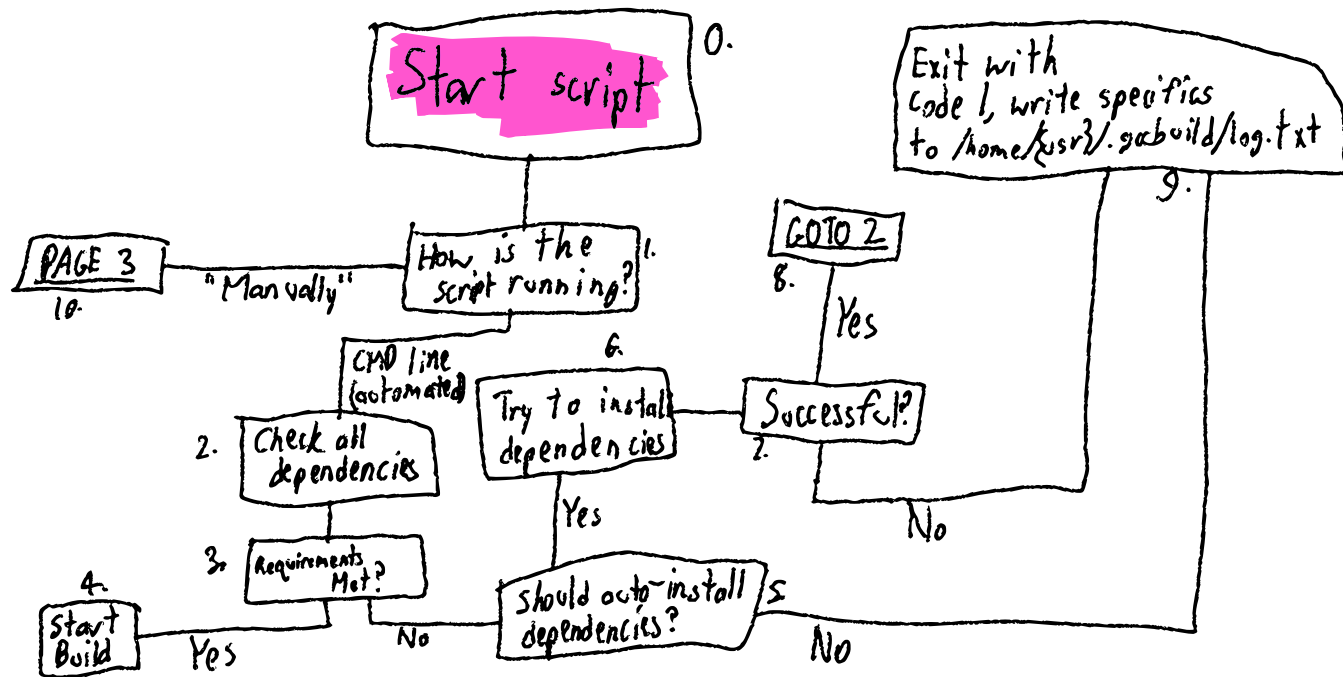 Start script
0.
Exit with
code 1, write specifics
to /home/{usr}/.gccbuild/log.txt
9.
PAGE 3
10.
"Manually"
How is the
script running?
1.
GOTO 2
8.
Yes
CMD line
(automated)
6.
Try to install
dependencies
Successful?
7.
No
2.
Check all
dependencies
Yes
3.
Requirements
Met?
4.
Start
Build
Yes
No
Should auto-install
dependencies?
5.
No